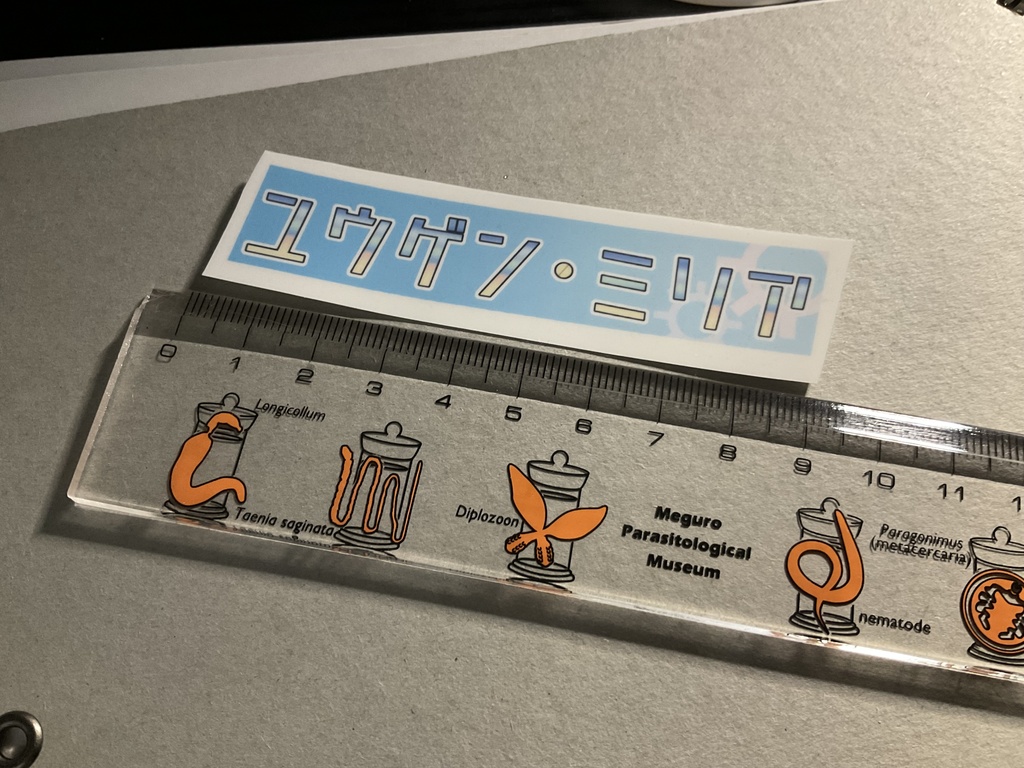 ユウゲン・ミリア
0 1 2 3 4 5 6 7 8 9 10 11
Longicollum
Taenia saginata
Diplozoon
Meguro
Parasitological
Museum
nematode
Paragonimus
(metacercaria)